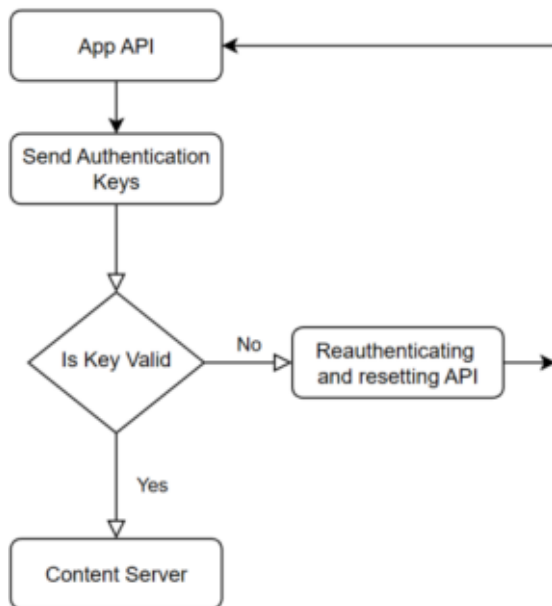 App API
Send Authentication
Keys
Is Key Valid
No
Reauthenticating
and resetting API
Yes
Content Server